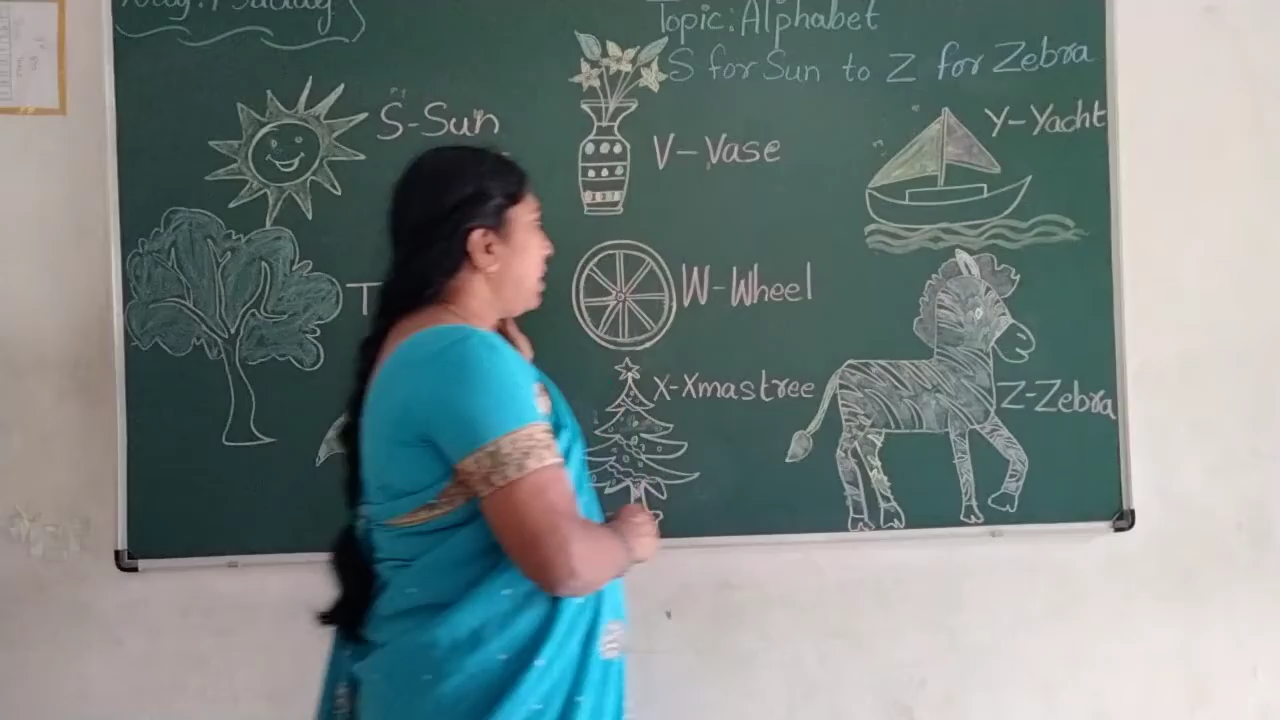 Topic: Alphabet
S for Sun to Z for Zebra
S-Sun
T
V-Vase
W-Wheel
X-Xmastree
Y-Yacht
Z-Zebra